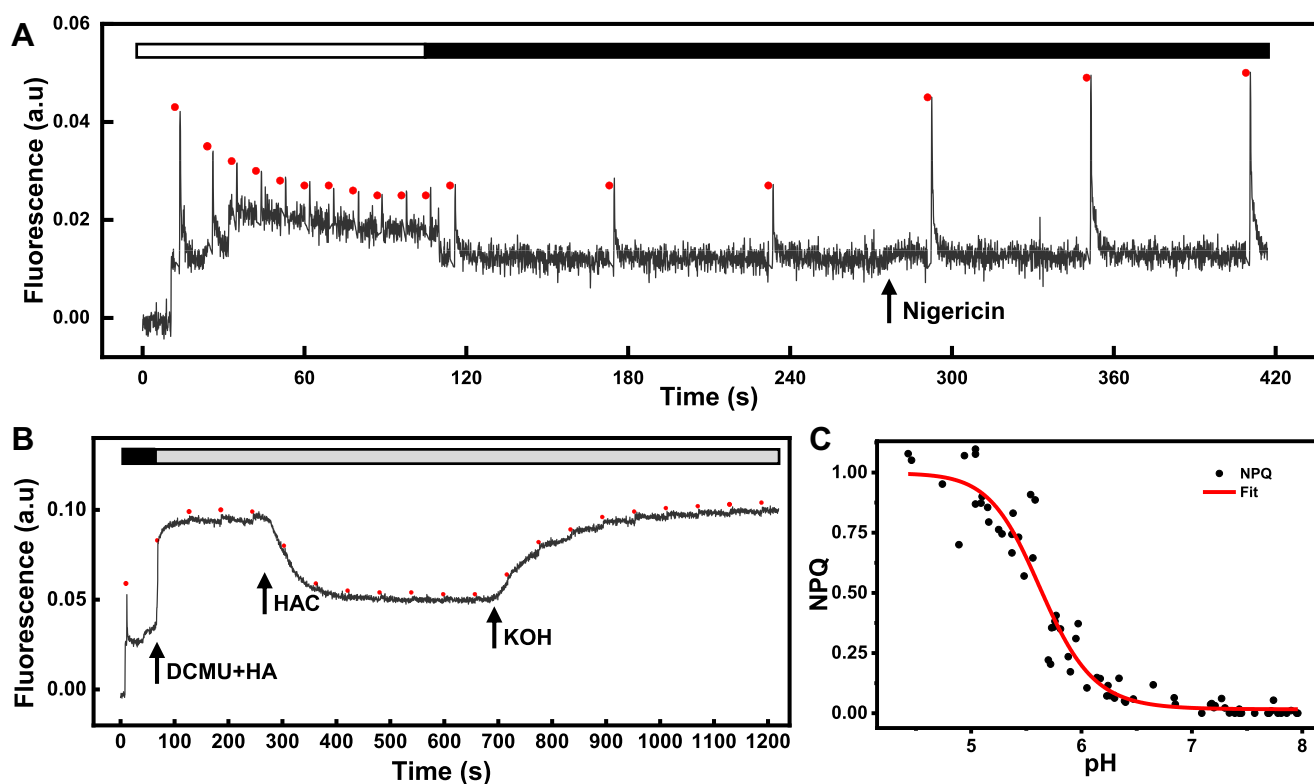 A
Fluorescence (a.u)
0.06
0.04
0.02
0.00
Nigericin
0 60 120 180 240 300 360 420
Time (s)
B
Fluorescence (a.u)
0.10
0.05
0.00
HAC
KOH
DCMU+HA
0 100 200 300 400 500 600 700 800 900 1000 1100 1200
Time (s)
C
NPQ
1.00
0.75
0.50
0.25
0.00
NPQ
Fit
5 6 7 8
pH